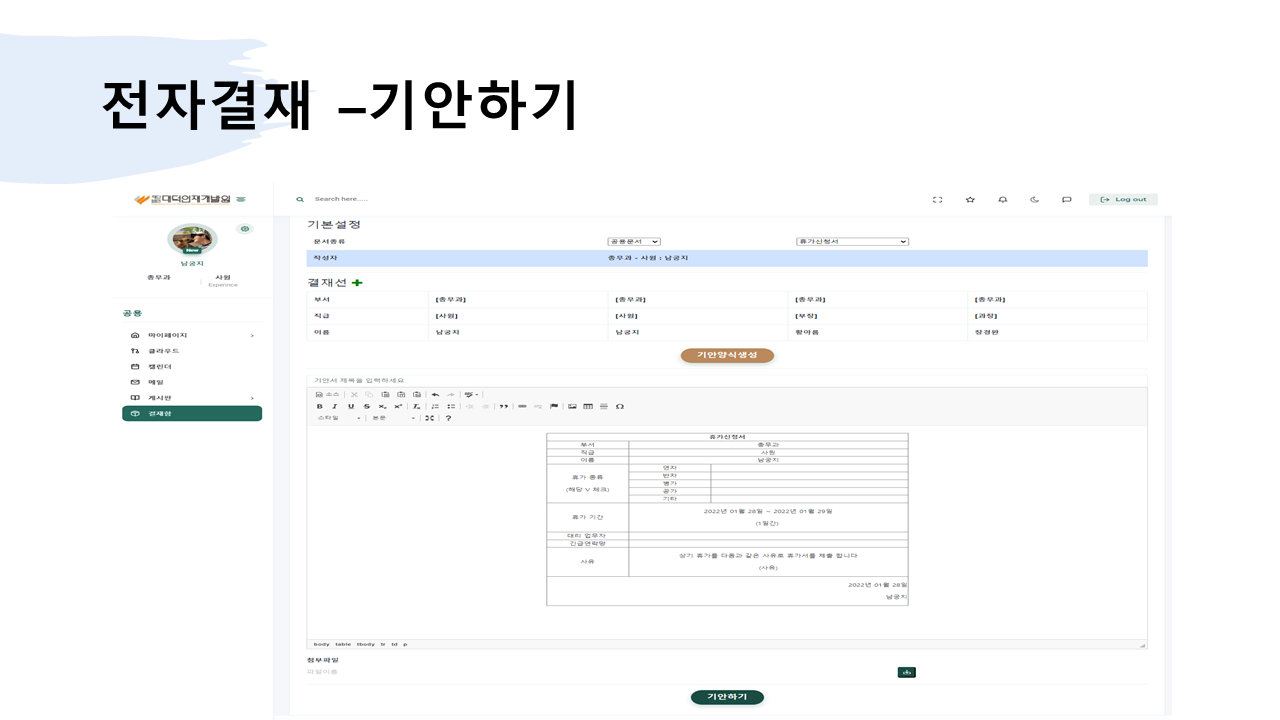 전자결재 –기안하기
대덕인재개발원
Search here.....
Log out
New
남궁지
총무과 사원
Experince
공용
마이페이지 >
클라우드
캘린더
메일
게시판 >
결재함
기본설정
문서종류 공용문서 휴가신청서
작성자 총무과 - 사원 : 남궁지
결재선
부서 [총무과] [총무과] [총무과] [총무과]
직급 [사원] [사원] [부장] [과장]
이름 남궁지 남궁지 황아름 장경란
기안양식생성
기안서 제목을 입력하세요
소스
스타일 본문 ?
휴가신청서
부서 총무과
직급 사원
이름 남궁지
휴가 종류
(해당 V 체크)
연차
반차
병가
공가
기타
휴가 기간
2022년 01월 28일 ~ 2022년 01월 29일
(1일간)
대리 업무자
긴급연락망
사유
상기 휴가를 다음과 같은 사유로 휴가서를 제출 합니다
(사유)
2022년 01월 28일
남궁지
body table tbody tr td p
첨부파일
파일이름
기안하기